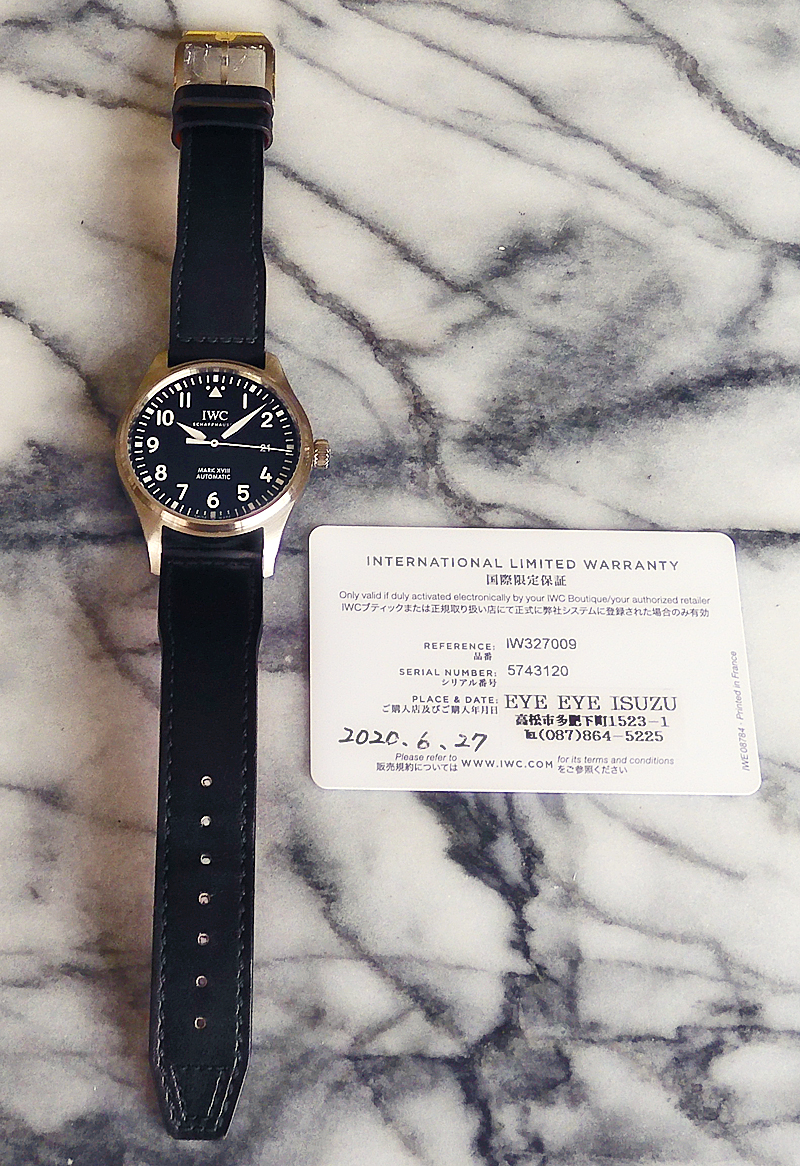 11
1
IWC
SCHAFFHAUSEN
10
2
9
21
8
MARK XVIII
AUTOMATIC
4
7
6
5
INTERNATIONAL LIMITED WARRANTY
国際限定保証
Only valid if duly activated electronically by your IWC Boutique/your authorized retailer
IWCブティックまたは正規取り扱い店にて正式に弊社システムに登録された場合のみ有効
REFERENCE: IW327009
品番
SERIAL NUMBER: 5743120
シリアル番号
PLACE & DATE: EYE EYE ISUZU
ご購入店及びご購入年月日 高松市多肥下町1523-1
℡(087)864-5225
2020.6.27
Please refer to WWW.IWC.COM for its terms and conditions
販売規約については をご参照ください
IWE08784 · Printed in France